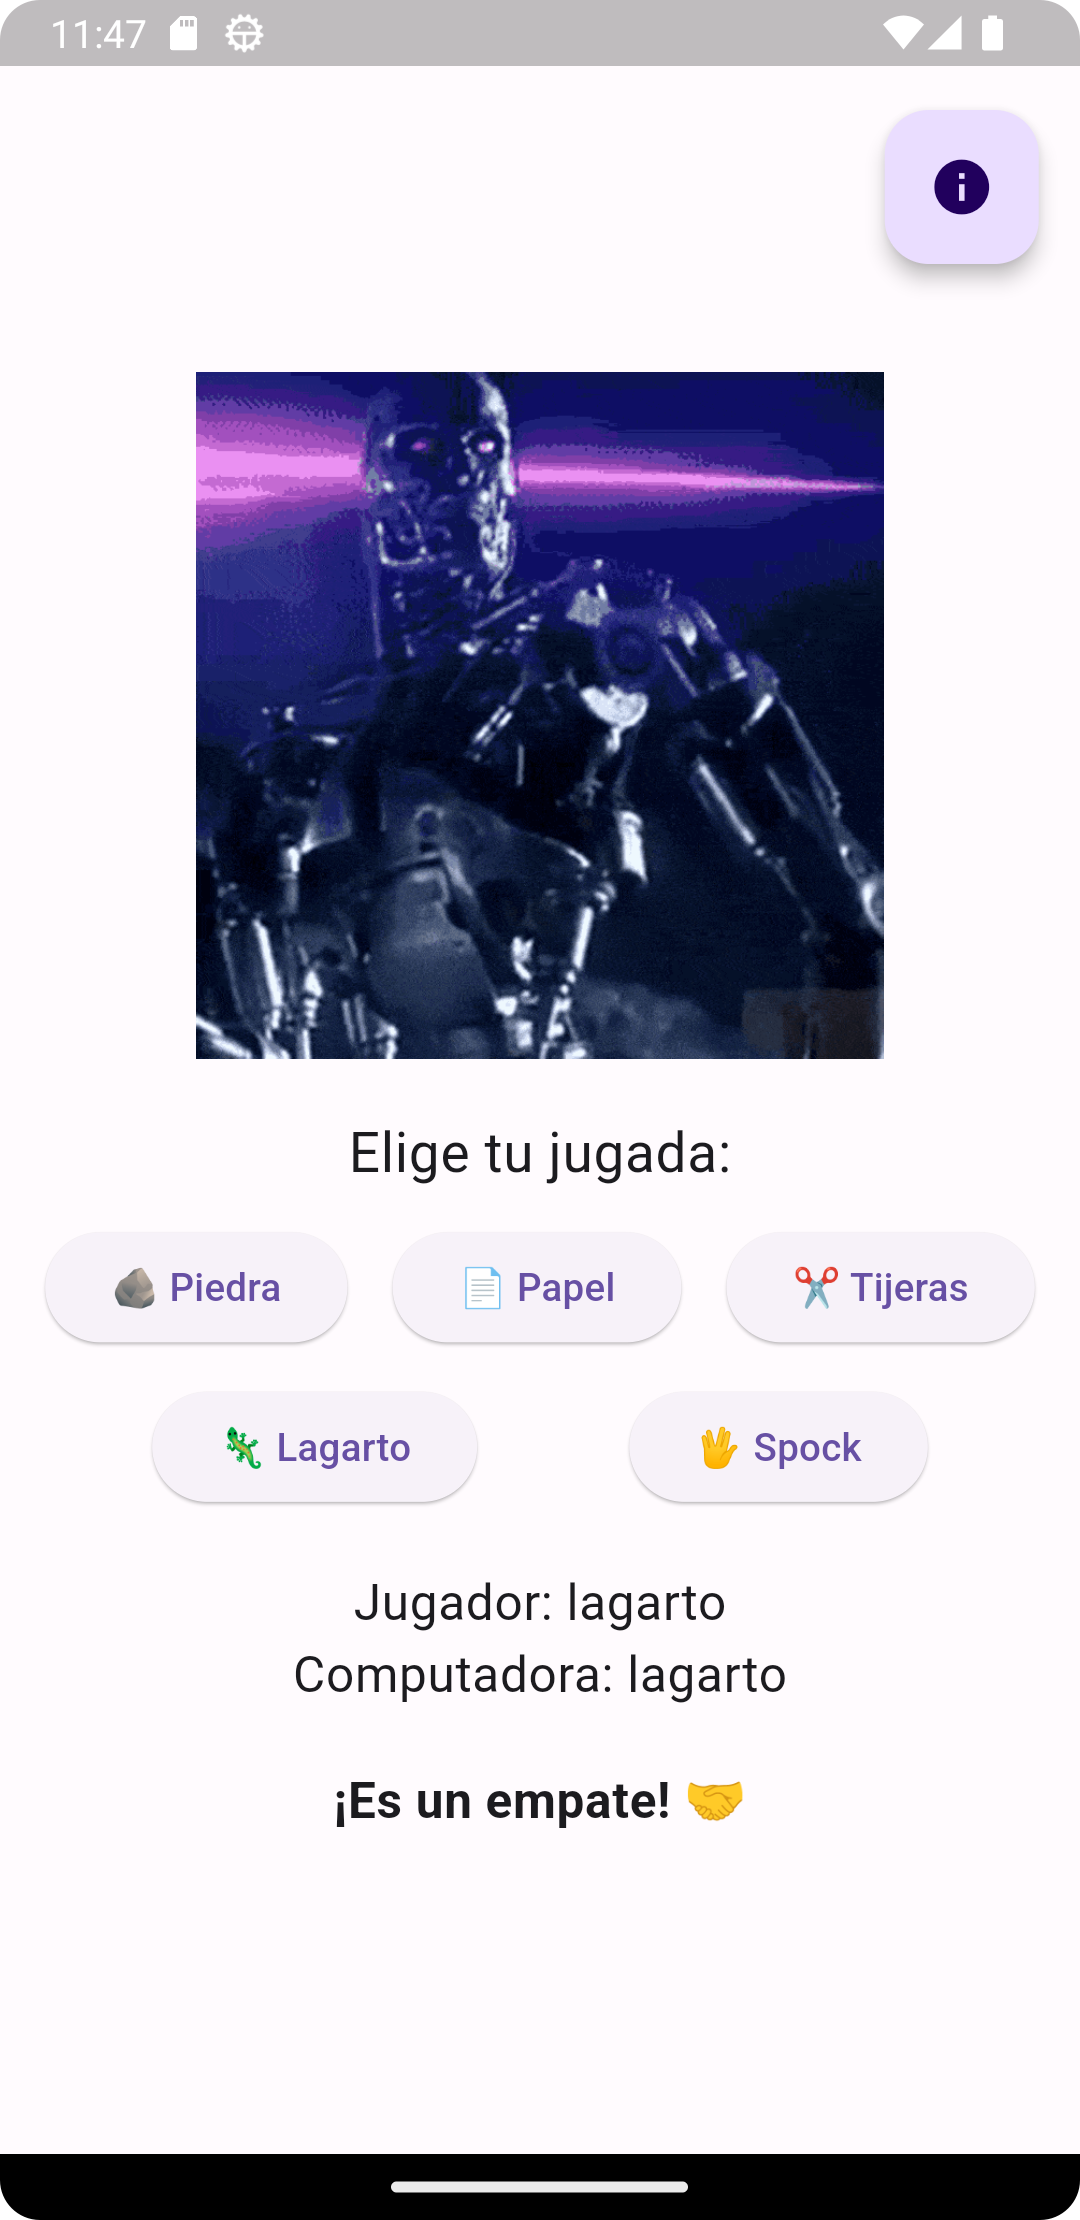 11:47
Elige tu jugada:
🪨 Piedra
📄 Papel
✂️ Tijeras
🦎 Lagarto
🖖 Spock
Jugador: lagarto
Computadora: lagarto
¡Es un empate! 🤝